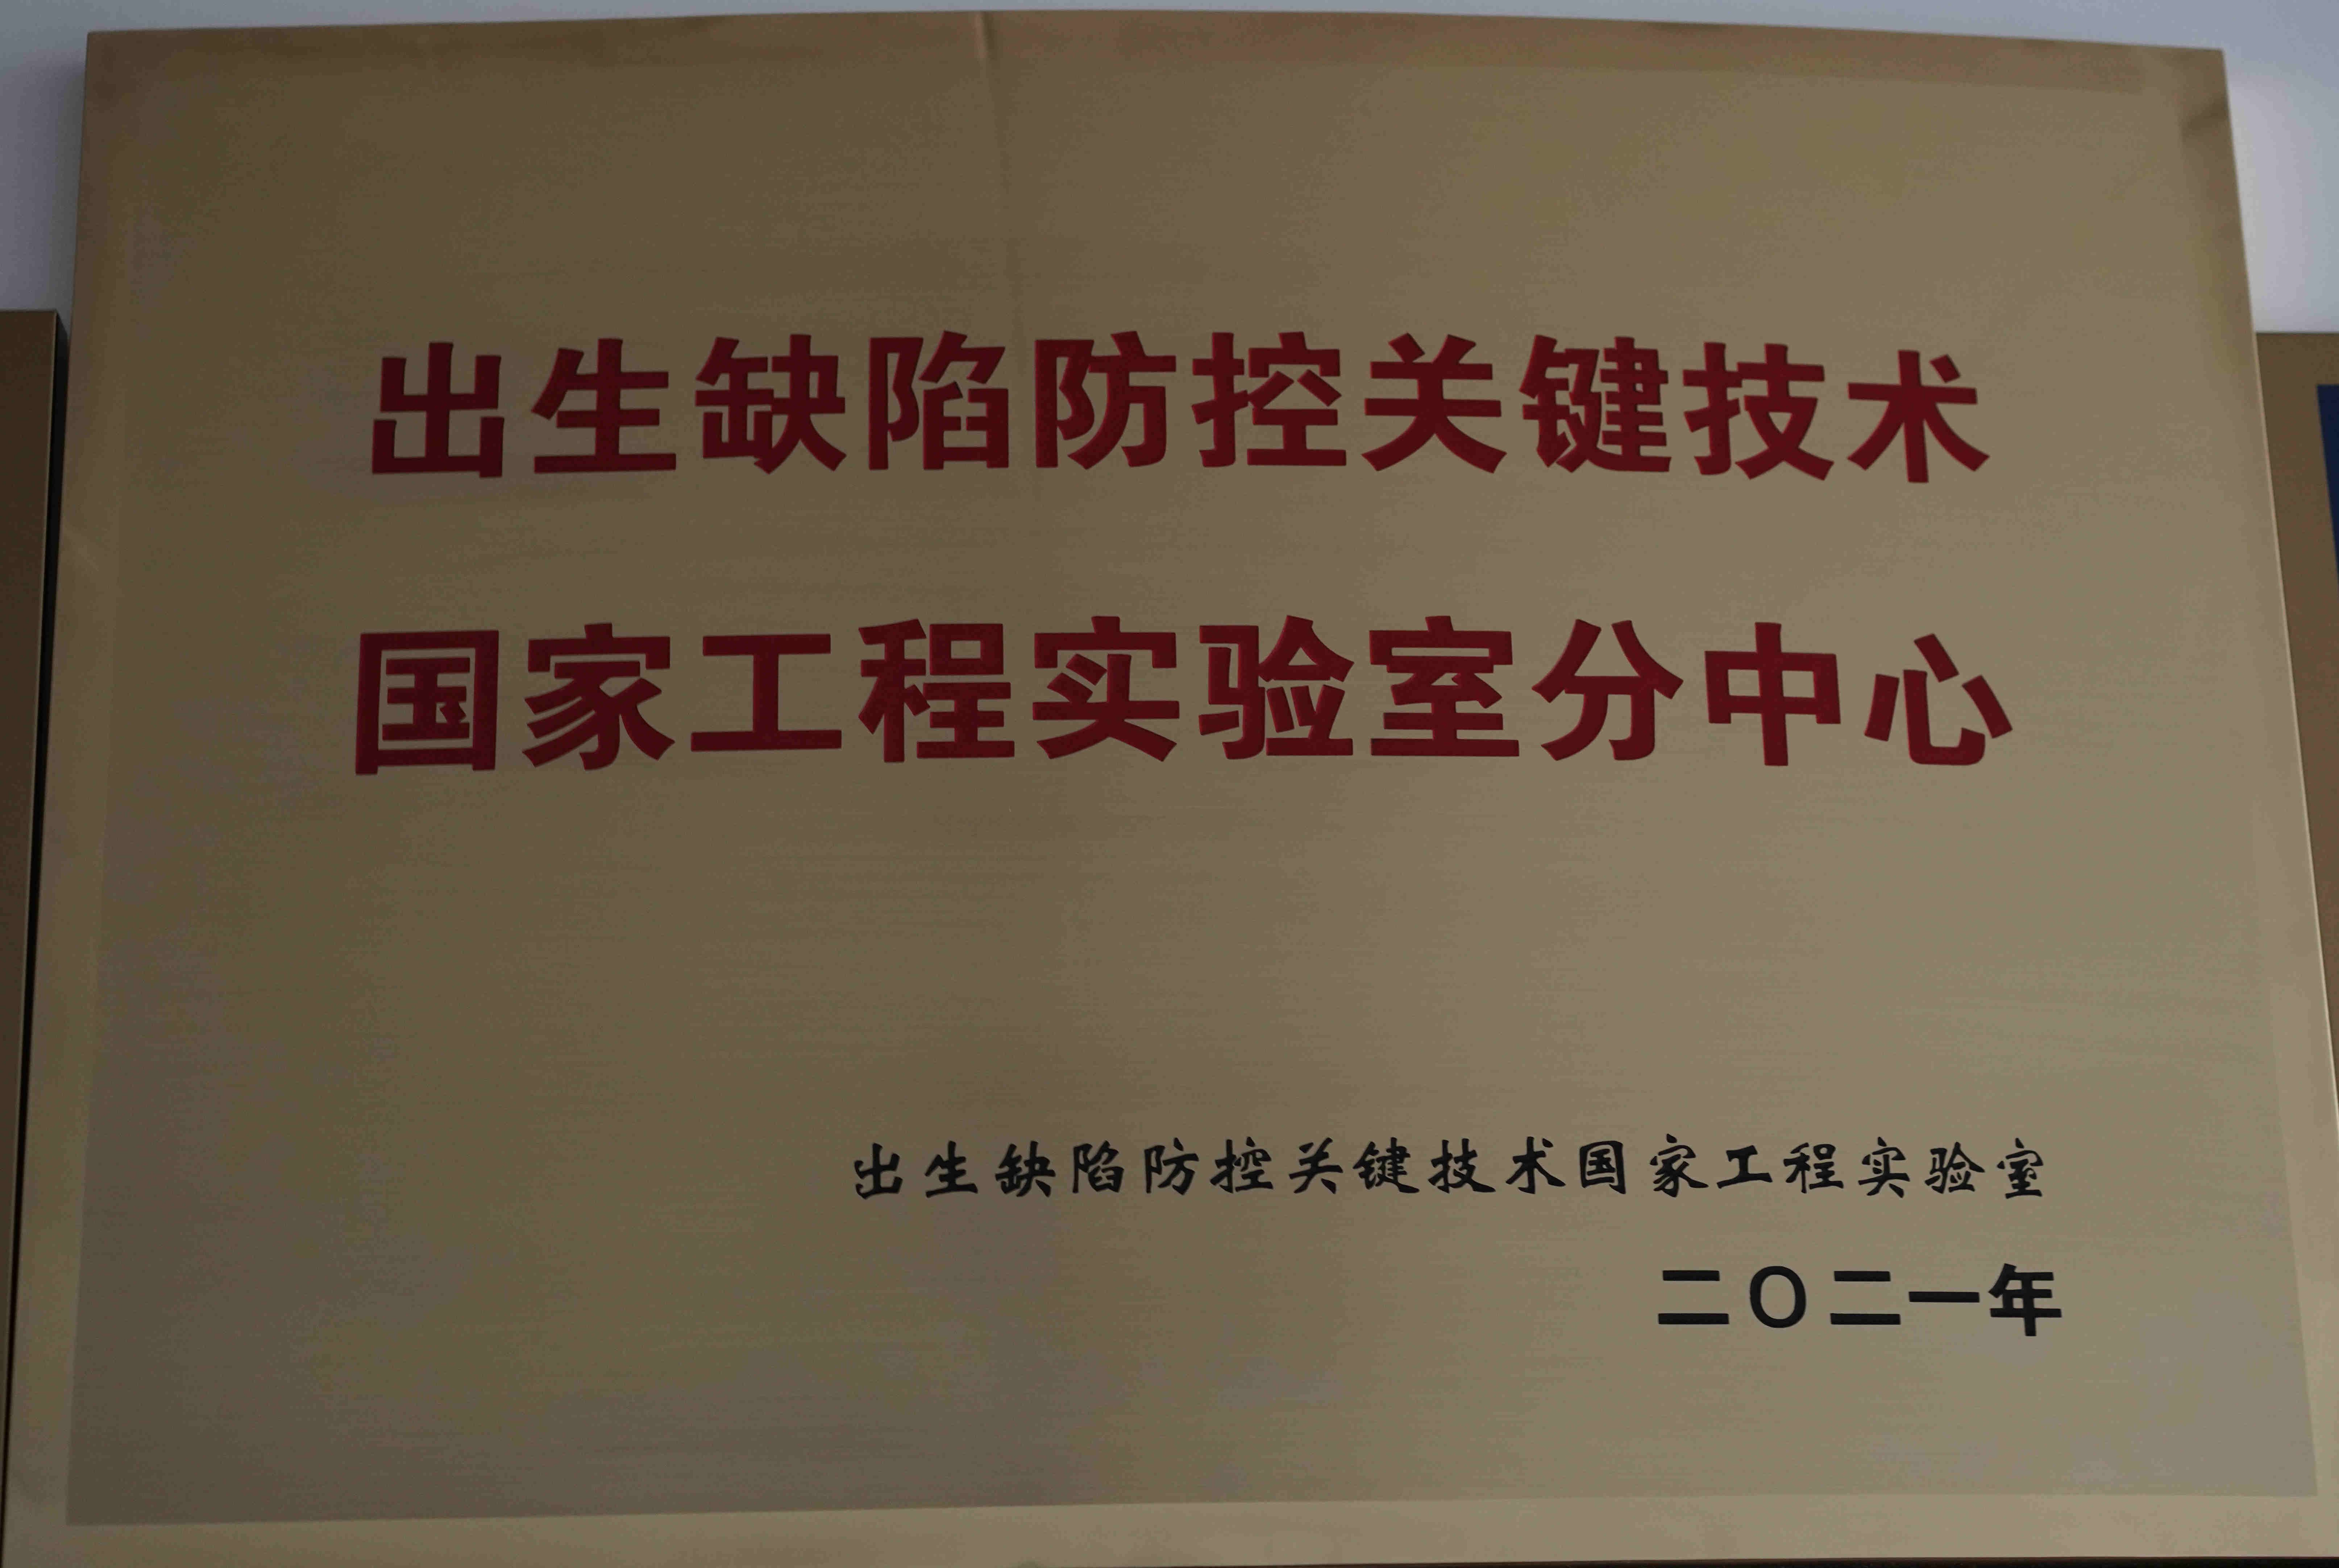 出生缺陷防控关键技术
国家工程实验室分中心
出生缺陷防控关键技术国家工程实验室
二〇二一年